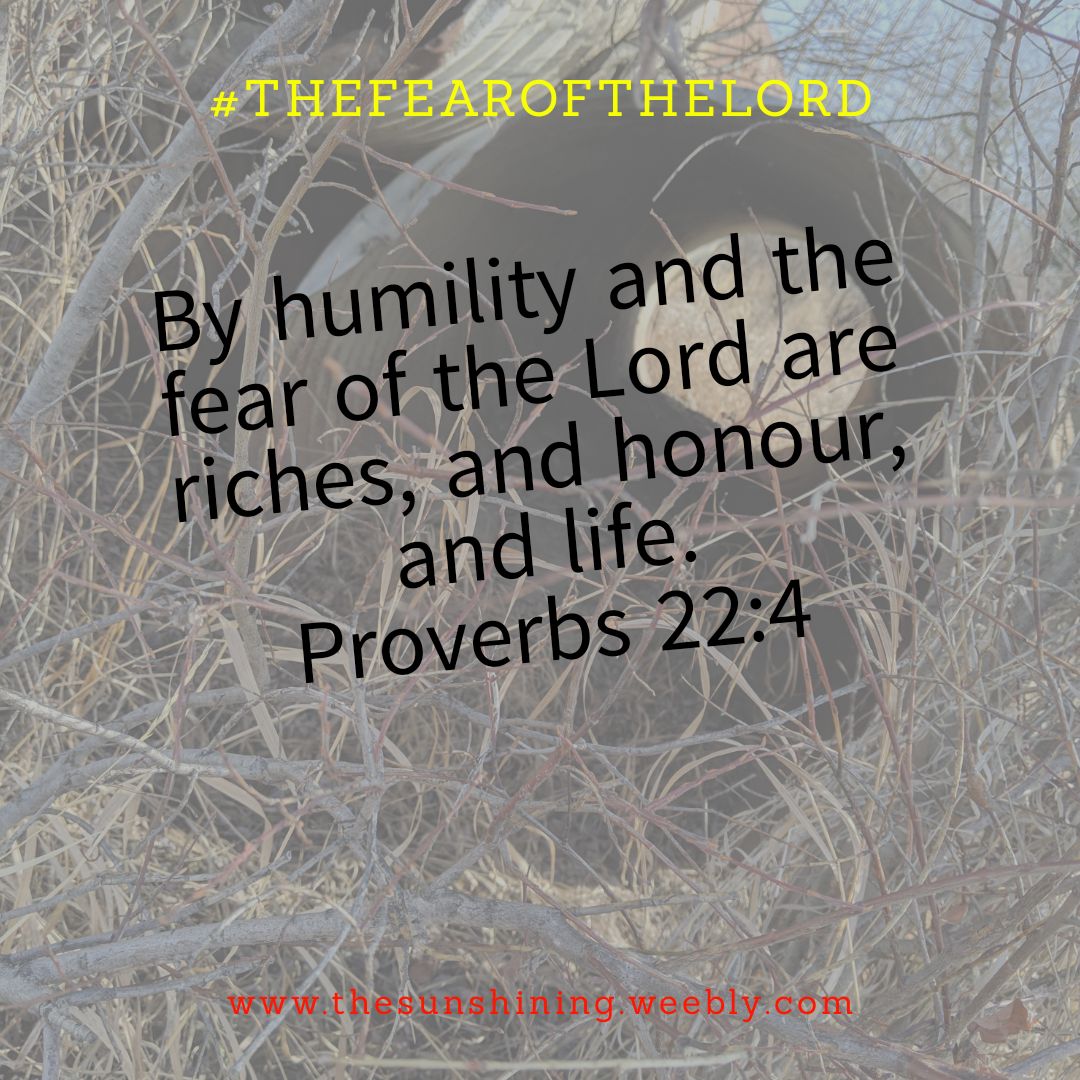 #THEFEAROFTHELORD
By humility and the
fear of the Lord are
riches, and honour,
and life.
Proverbs 22:4
www.thesunshining.weebly.com